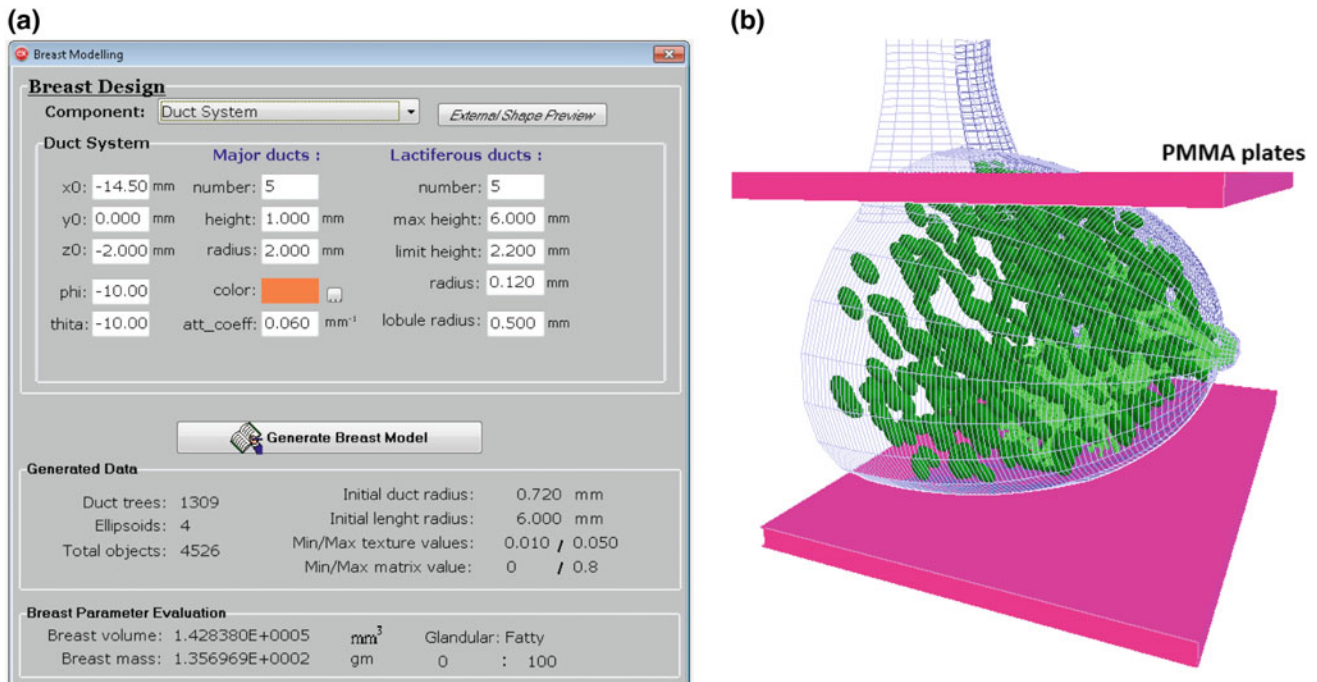 (a)
Breast Modelling
Breast Design
Component: Duct System External Shape Preview
Duct System
Major ducts : Lactiferous ducts :
x0: -14.50 mm number: 5 number: 5
y0: 0.000 mm height: 1.000 mm max height: 6.000 mm
z0: -2.000 mm radius: 2.000 mm limit height: 2.200 mm
phi: -10.00 color: ... radius: 0.120 mm
thita: -10.00 att_coeff: 0.060 mm⁻¹ lobule radius: 0.500 mm
Generate Breast Model
Generated Data
Duct trees: 1309 Initial duct radius: 0.720 mm
Ellipsoids: 4 Initial lenght radius: 6.000 mm
Total objects: 4526 Min/Max texture values: 0.010 / 0.050
Min/Max matrix value: 0 / 0.8
Breast Parameter Evaluation
Breast volume: 1.428380E+0005 mm³ Glandular: Fatty
Breast mass: 1.356969E+0002 gm 0 : 100
(b)
PMMA plates